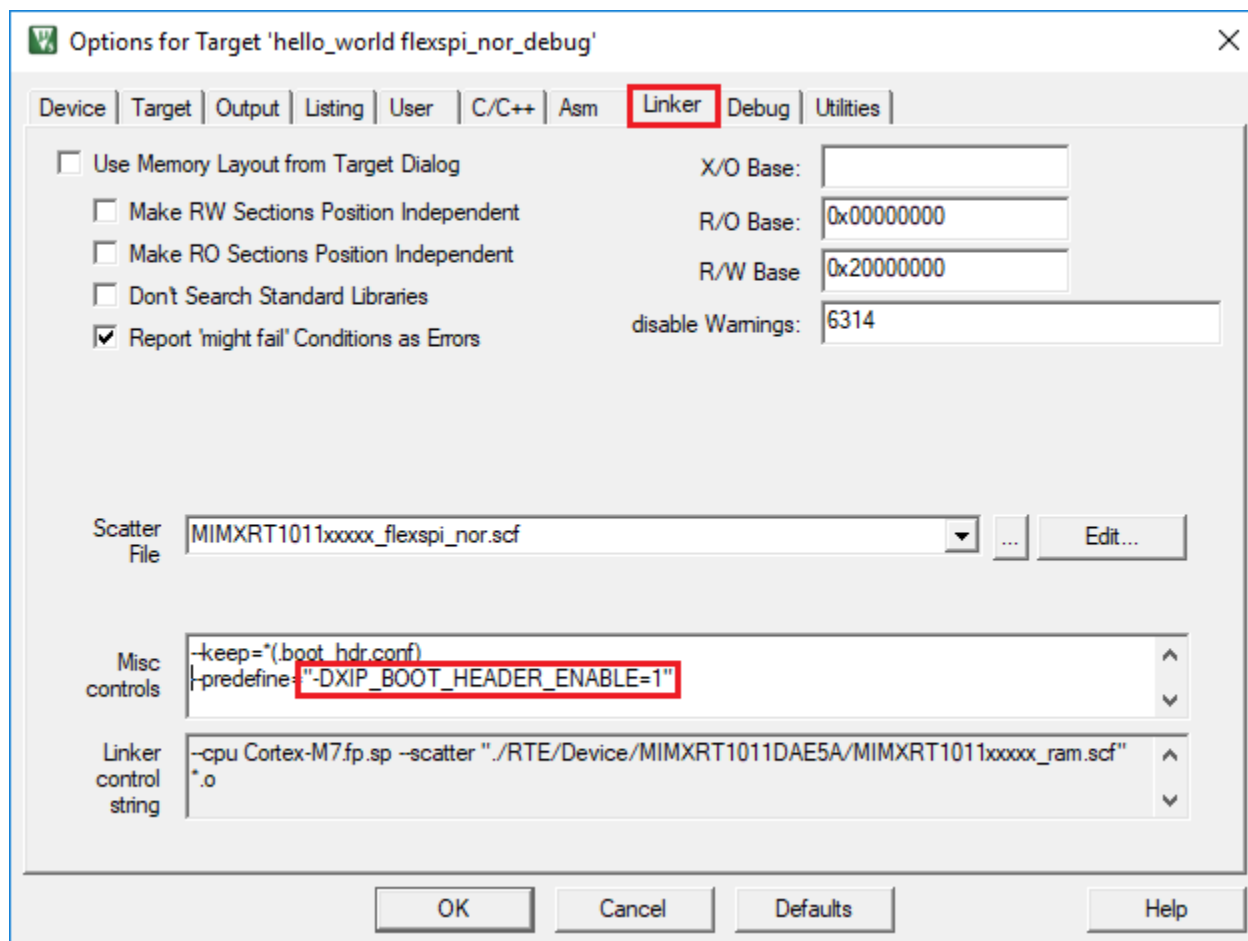 Options for Target 'hello_world flexspi_nor_debug'
Device Target Output Listing User C/C++ Asm Linker Debug Utilities
Use Memory Layout from Target Dialog
X/O Base:
Make RW Sections Position Independent
R/O Base: 0x00000000
Make RO Sections Position Independent
R/W Base 0x20000000
Don't Search Standard Libraries
disable Warnings: 6314
Report 'might fail' Conditions as Errors
Scatter
File
MIMXRT1011xxxxx_flexspi_nor.scf
...
Edit...
Misc
controls
--keep=*(.boot_hdr.conf)
--predefine="-DXIP_BOOT_HEADER_ENABLE=1"
Linker
control
string
--cpu Cortex-M7.fp.sp --scatter "./RTE/Device/MIMXRT1011DAE5A/MIMXRT1011xxxxx_ram.scf"
*.o
OK Cancel Defaults Help